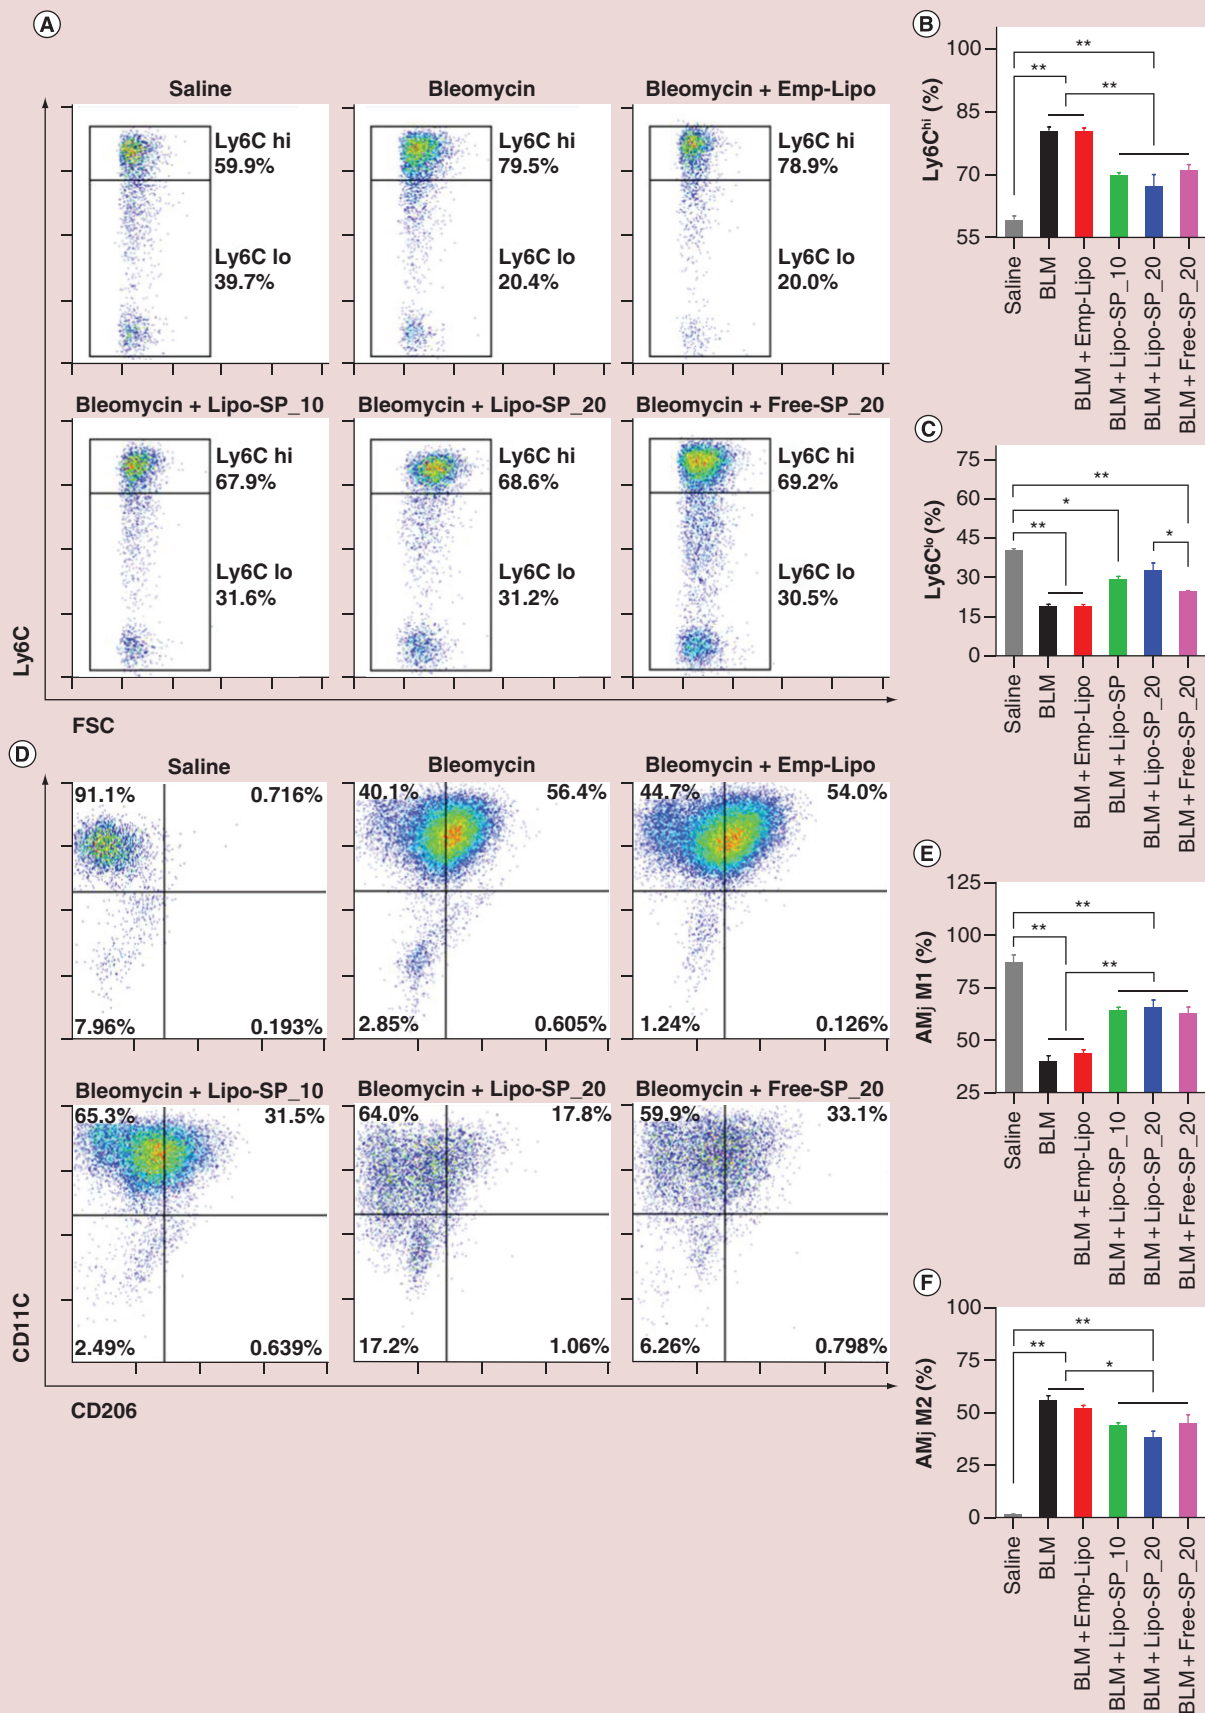 A
Saline
Bleomycin
Bleomycin + Emp-Lipo
Ly6C hi
59.9%
Ly6C lo
39.7%
Ly6C hi
79.5%
Ly6C lo
20.4%
Ly6C hi
78.9%
Ly6C lo
20.0%
Bleomycin + Lipo-SP_10
Bleomycin + Lipo-SP_20
Bleomycin + Free-SP_20
Ly6C hi
67.9%
Ly6C lo
31.6%
Ly6C hi
68.6%
Ly6C lo
31.2%
Ly6C hi
69.2%
Ly6C lo
30.5%
Ly6C
FSC
B
Ly6Chi (%)
100
85
70
55
**
**
**
Saline
BLM
BLM + Emp-Lipo
BLM + Lipo-SP_10
BLM + Lipo-SP_20
BLM + Free-SP_20
C
Ly6Clo (%)
75
60
45
30
15
0
**
*
**
*
Saline
BLM
BLM + Emp-Lipo
BLM + Lipo-SP
BLM + Lipo-SP_20
BLM + Free-SP_20
D
Saline
Bleomycin
Bleomycin + Emp-Lipo
91.1%
0.716%
7.96%
0.193%
40.1%
56.4%
2.85%
0.605%
44.7%
54.0%
1.24%
0.126%
Bleomycin + Lipo-SP_10
Bleomycin + Lipo-SP_20
Bleomycin + Free-SP_20
65.3%
31.5%
2.49%
0.639%
64.0%
17.8%
17.2%
1.06%
59.9%
33.1%
6.26%
0.798%
CD11C
CD206
E
AMj M1 (%)
125
100
75
50
25
**
**
**
Saline
BLM
BLM + Emp-Lipo
BLM + Lipo-SP_10
BLM + Lipo-SP_20
BLM + Free-SP_20
F
AMj M2 (%)
100
75
50
25
0
**
**
*
Saline
BLM
BLM + Emp-Lipo
BLM + Lipo-SP_10
BLM + Lipo-SP_20
BLM + Free-SP_20